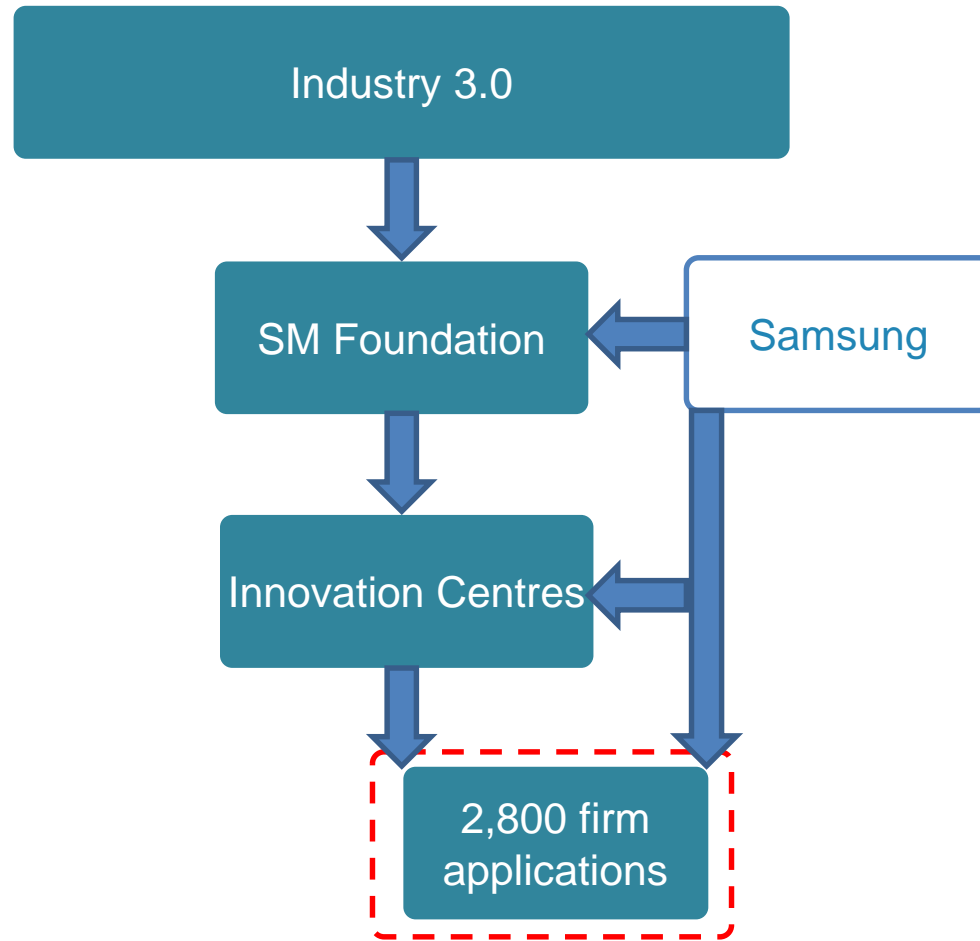 Industry 3.0
SM Foundation
Samsung
Innovation Centres
2,800 firm
applications